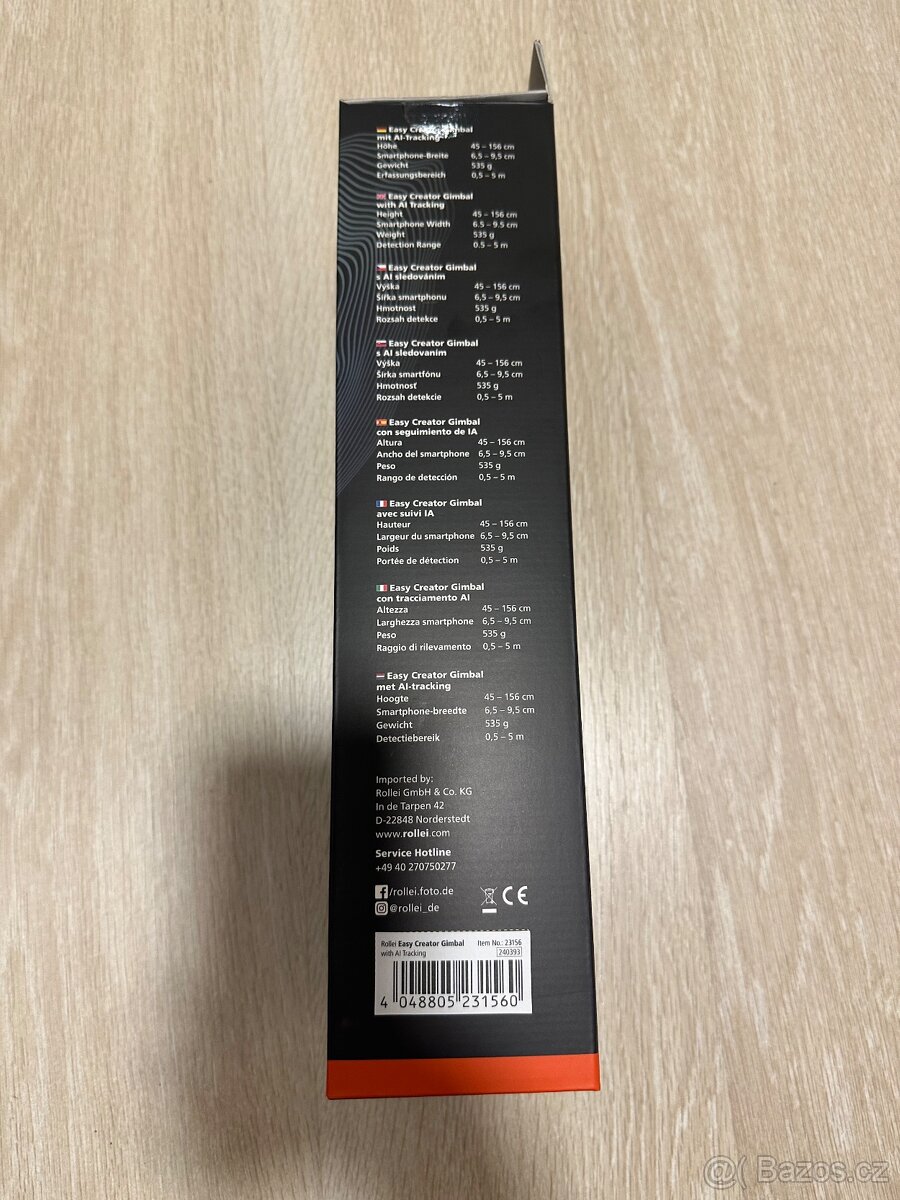 Easy Creator Gimbal
mit AI-Tracking
Höhe 45 – 156 cm
Smartphone-Breite 6,5 – 9,5 cm
Gewicht 535 g
Erfassungsbereich 0,5 – 5 m
Easy Creator Gimbal
with AI Tracking
Height 45 – 156 cm
Smartphone Width 6.5 – 9.5 cm
Weight 535 g
Detection Range 0.5 – 5 m
Easy Creator Gimbal
s AI sledováním
Výška 45 – 156 cm
Šířka smartphonu 6,5 – 9,5 cm
Hmotnost 535 g
Rozsah detekce 0,5 – 5 m
Easy Creator Gimbal
s AI sledovaním
Výška 45 – 156 cm
Šírka smartfónu 6,5 – 9,5 cm
Hmotnosť 535 g
Rozsah detekcie 0,5 – 5 m
Easy Creator Gimbal
con seguimiento de IA
Altura 45 – 156 cm
Ancho del smartphone 6,5 – 9,5 cm
Peso 535 g
Rango de detección 0,5 – 5 m
Easy Creator Gimbal
avec suivi IA
Hauteur 45 – 156 cm
Largeur du smartphone 6,5 – 9,5 cm
Poids 535 g
Portée de détection 0,5 – 5 m
Easy Creator Gimbal
con tracciamento AI
Altezza 45 – 156 cm
Larghezza smartphone 6,5 – 9,5 cm
Peso 535 g
Raggio di rilevamento 0,5 – 5 m
Easy Creator Gimbal
met AI-tracking
Hoogte 45 – 156 cm
Smartphone-breedte 6,5 – 9,5 cm
Gewicht 535 g
Detectiebereik 0,5 – 5 m
Imported by:
Rollei GmbH & Co. KG
In de Tarpen 42
D-22848 Norderstedt
www.rollei.com
Service Hotline
+49 40 270750277
/rollei.foto.de
@rollei_de
CE
Rollei Easy Creator Gimbal Item No.: 23156
with AI Tracking 240393
4 048805 231560
@( Bazos.cz